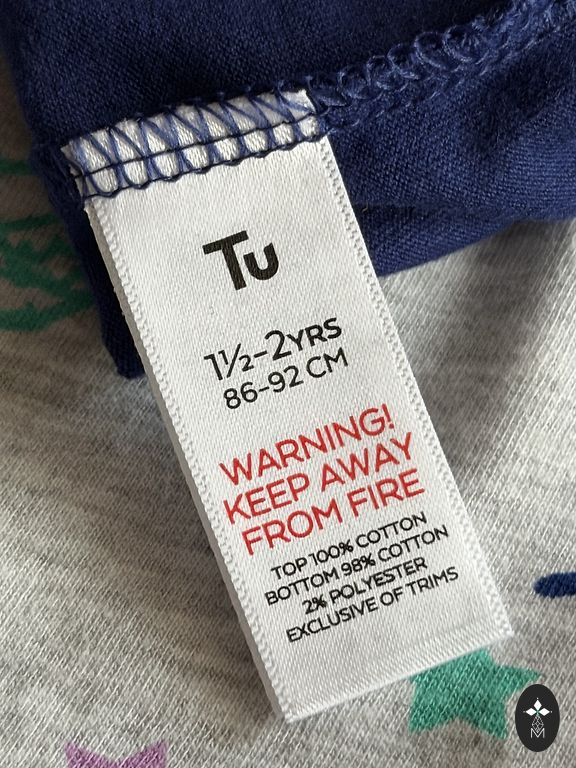 Tu
1½-2YRS
86-92 CM
WARNING!
KEEP AWAY
FROM FIRE
TOP 100% COTTON
BOTTOM 98% COTTON
2% POLYESTER
EXCLUSIVE OF TRIMS
M